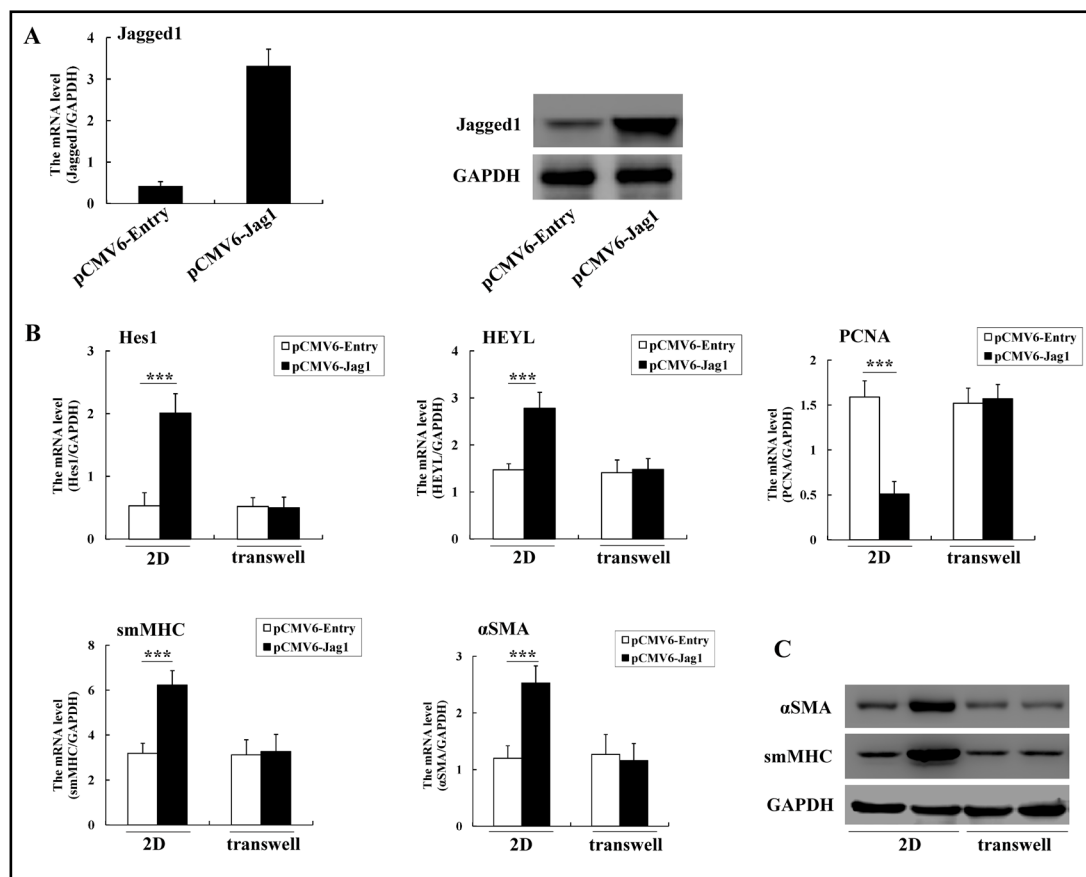 A
Jagged1
The mRNA level
(Jagged1/GAPDH)
4
3
2
1
0
pCMV6-Entry
pCMV6-Jag1
Jagged1
GAPDH
pCMV6-Entry
pCMV6-Jag1
B
Hes1
pCMV6-Entry
pCMV6-Jag1
The mRNA level
(Hes1/GAPDH)
3
2
1
0
***
2D
transwell
HEYL
pCMV6-Entry
pCMV6-Jag1
The mRNA level
(HEYL/GAPDH)
4
3
2
1
0
***
2D
transwell
PCNA
pCMV6-Entry
pCMV6-Jag1
The mRNA level
(PCNA/GAPDH)
2
1.5
1
0.5
0
***
2D
transwell
smMHC
pCMV6-Entry
pCMV6-Jag1
The mRNA level
(smMHC/GAPDH)
8
6
4
2
0
***
2D
transwell
αSMA
pCMV6-Entry
pCMV6-Jag1
The mRNA level
(αSMA/GAPDH)
3
2
1
0
***
2D
transwell
C
αSMA
smMHC
GAPDH
2D
transwell